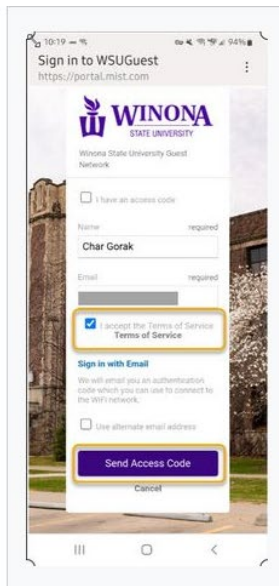 10:19
94%
Sign in to WSUGuest
https://portal.mist.com
WINONA
STATE UNIVERSITY
Winona State University Guest
Network
I have an access code
Name required
Char Gorak
Email required
I accept the Terms of Service
Terms of Service
Sign in with Email
We will email you an authentication
code which you can use to connect to
the WiFi network.
Use alternate email address
Send Access Code
Cancel